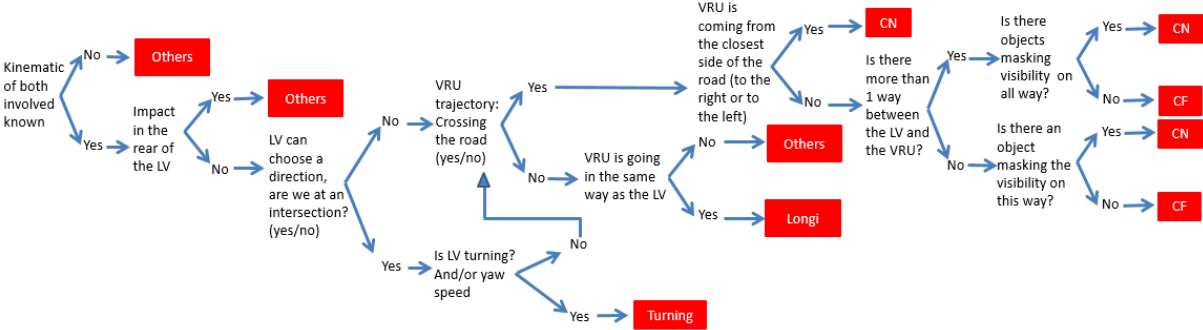 Kinematic
of both
involved
known
No
Others
Yes
Impact
in the
rear of
the LV
Yes
Others
No
LV can
choose a
direction,
are we at an
intersection?
(yes/no)
No
VRU
trajectory:
Crossing
the road
(yes/no)
Yes
No
VRU is going
in the same
way as the LV
No
Others
Yes
Longi
Yes
Is LV turning?
And/or yaw
speed
No
Yes
Turning
VRU is
coming from
the closest
side of the
road (to the
right or to
the left)
Yes
CN
No
Is there
more than
1 way
between
the LV and
the VRU?
Yes
Is there
objects
masking
visibility on
all way?
Yes
CN
No
CF
No
Is there an
object
masking the
visibility on
this way?
Yes
CN
No
CF